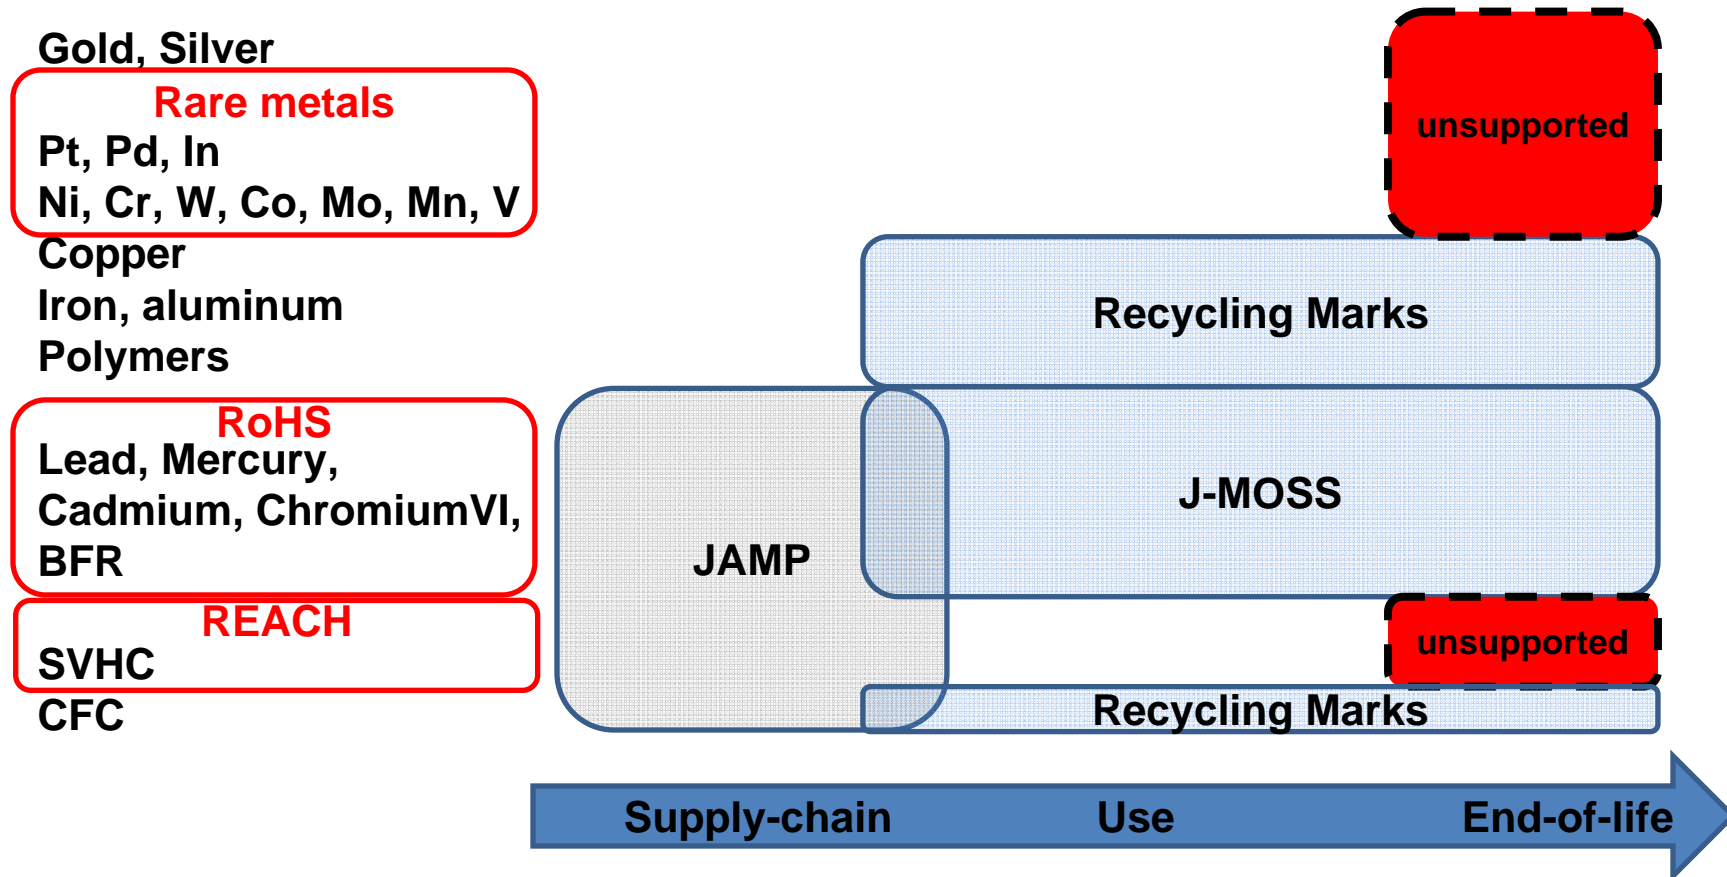 Gold, Silver
Rare metals
Pt, Pd, In
Ni, Cr, W, Co, Mo, Mn, V
Copper
Iron, aluminum
Polymers
RoHS
Lead, Mercury,
Cadmium, ChromiumVI,
BFR
REACH
SVHC
CFC
unsupported
Recycling Marks
J-MOSS
JAMP
unsupported
Recycling Marks
Supply-chain Use End-of-life